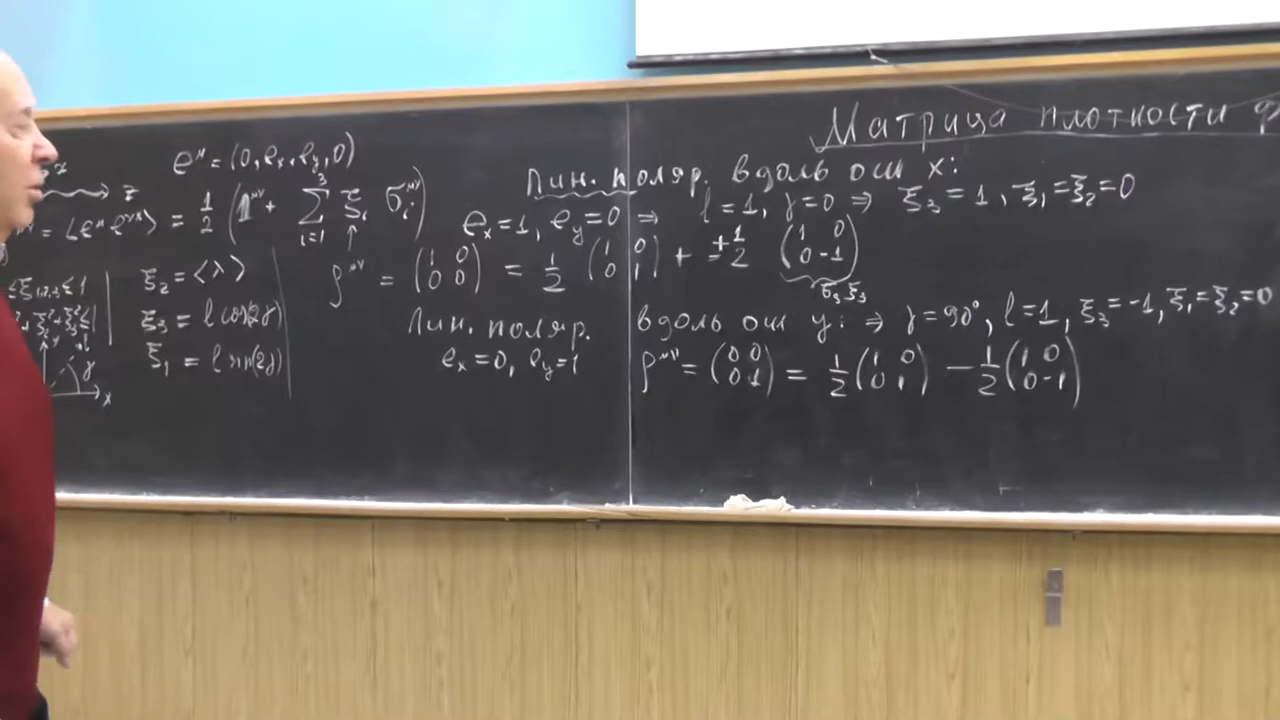 Матрица плотности
x
z
e^μ = (0, e_x, e_y, 0)
= ⟨e^μ e^{*ν}⟩ = 1/2 (1^{μν} + Σ_{i=1}^{3} ξ_i σ_i^{μν})
ξ_{1,2,3} ≤ 1
ξ_2 = ⟨λ⟩
ξ_3 = l cos(2γ)
ξ_1 = l sin(2γ)
γ
x
Лин. поляр. вдоль оси x:
e_x = 1, e_y = 0 ⇒ l = 1, γ = 0 ⇒ ξ_3 = 1, ξ_1 = ξ_2 = 0
ρ^{μν} = (1 0; 0 0) = 1/2 (1 0; 0 1) + 1/2 (1 0; 0 -1)
σ_3 ξ_3
Лин. поляр. вдоль оси y: ⇒ γ = 90°, l = 1, ξ_3 = -1, ξ_1 = ξ_2 = 0
e_x = 0, e_y = 1
ρ^{μν} = (0 0; 0 1) = 1/2 (1 0; 0 1) - 1/2 (1 0; 0 -1)